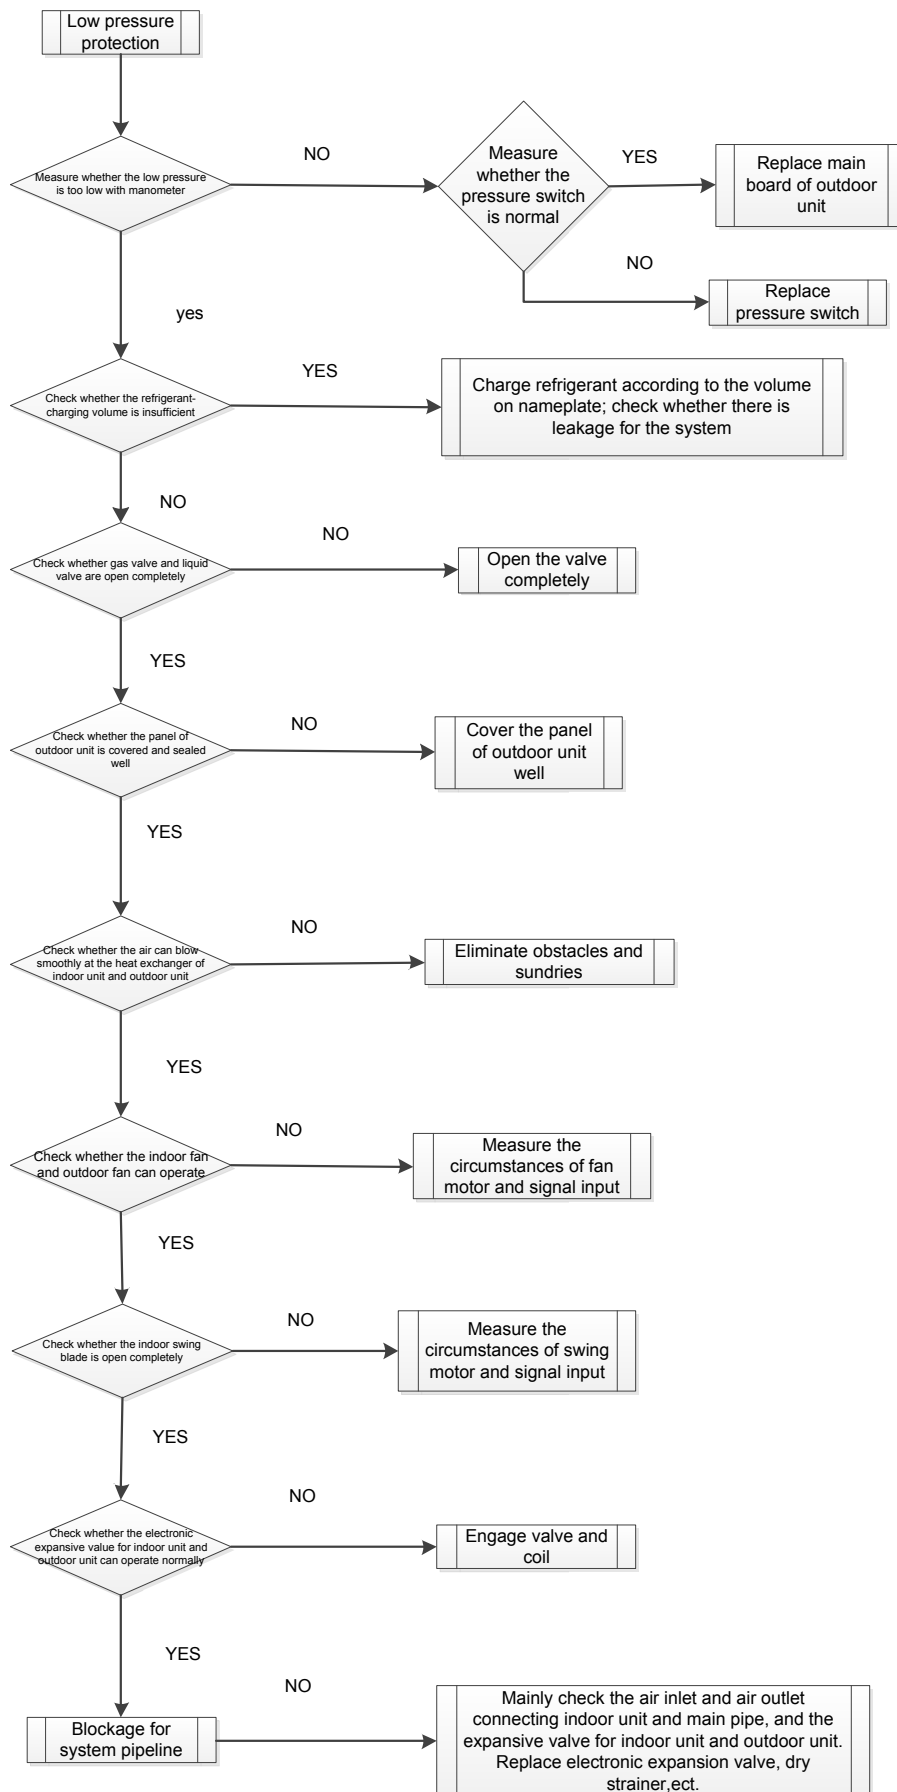 Low pressure
protection
NO
Measure
whether the
pressure switch
is normal
YES
Replace main
board of outdoor
unit
Measure whether the low pressure
is too low with manometer
NO
Replace
pressure switch
yes
Check whether the refrigerant-
charging volume is insufficient
YES
Charge refrigerant according to the volume
on nameplate; check whether there is
leakage for the system
NO
Check whether gas valve and liquid
valve are open completely
NO
Open the valve
completely
YES
Check whether the panel of
outdoor unit is covered and sealed
well
NO
Cover the panel
of outdoor unit
well
YES
Check whether the air can blow
smoothly at the heat exchanger of
indoor unit and outdoor unit
NO
Eliminate obstacles and
sundries
YES
Check whether the indoor fan
and outdoor fan can operate
NO
Measure the
circumstances of fan
motor and signal input
YES
Check whether the indoor swing
blade is open completely
NO
Measure the
circumstances of swing
motor and signal input
YES
Check whether the electronic
expansive value for indoor unit and
outdoor unit can operate normally
NO
Engage valve and
coil
YES
Blockage for
system pipeline
NO
Mainly check the air inlet and air outlet
connecting indoor unit and main pipe, and the
expansive valve for indoor unit and outdoor unit.
Replace electronic expansion valve, dry
strainer,ect.